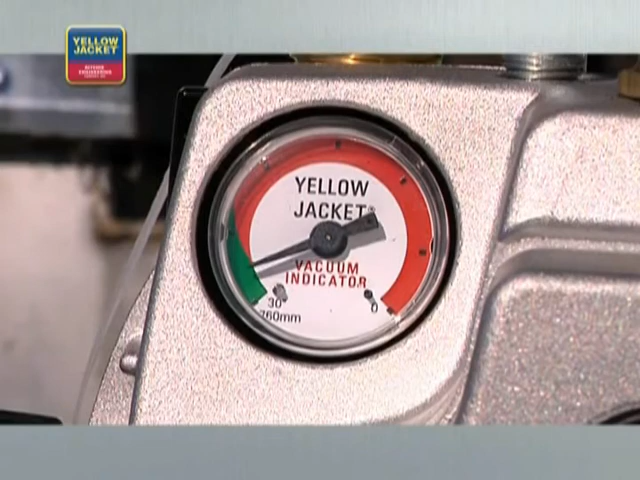 YELLOW
JACKET
YELLOW
JACKET
VACUUM
INDICATOR
30
760mm
0